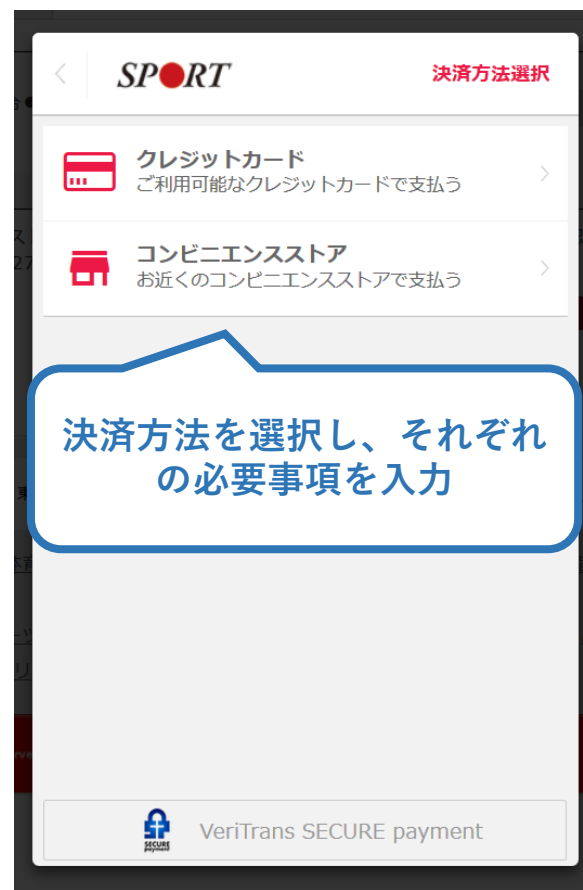 SPORT
決済方法選択
クレジットカード
ご利用可能なクレジットカードで支払う
コンビニエンスストア
お近くのコンビニエンスストアで支払う
決済方法を選択し、それぞれ
の必要事項を入力
SECURE
payment
VeriTrans SECURE payment